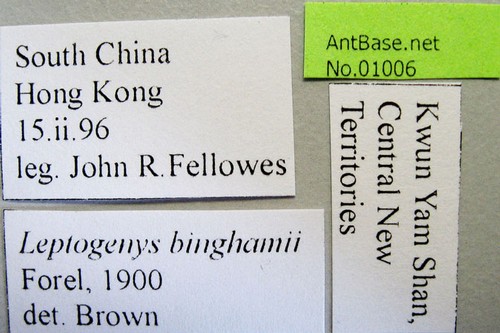 South China
Hong Kong
15.ii.96
leg. John R.Fellowes
AntBase.net
No.01006
Kwun Yam Shan,
Central New
Territories
Leptogenys binghamii
Forel, 1900
det. Brown